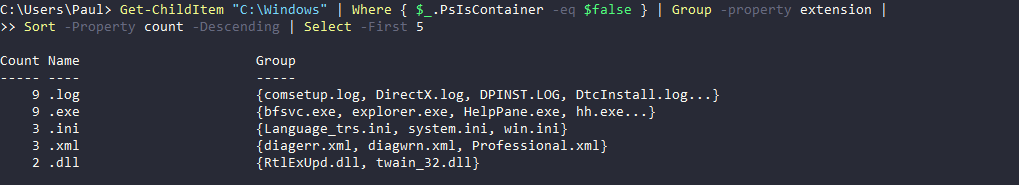 C:\Users\Paul> Get-ChildItem "C:\Windows" | Where { $_.PsIsContainer -eq $false } | Group -property extension |
>> Sort -Property count -Descending | Select -First 5
Count Name                      Group
----- ----                      -----
    9 .log                      {comsetup.log, DirectX.log, DPINST.LOG, DtcInstall.log...}
    9 .exe                      {bfsvc.exe, explorer.exe, HelpPane.exe, hh.exe...}
    3 .ini                      {Language_trs.ini, system.ini, win.ini}
    3 .xml                      {diagerr.xml, diagwrn.xml, Professional.xml}
    2 .dll                      {RtlExUpd.dll, twain_32.dll}